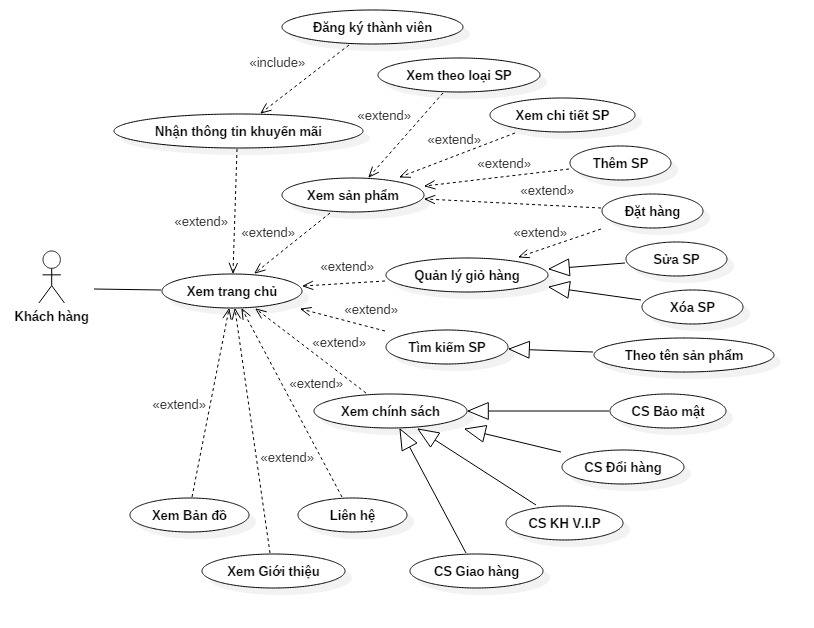 Đăng ký thành viên
«include»
Xem theo loại SP
«extend»
Xem chi tiết SP
Nhận thông tin khuyến mãi
«extend»
«extend»
Thêm SP
Xem sản phẩm
«extend»
Đặt hàng
«extend»
«extend»
«extend»
Sửa SP
«extend»
Quản lý giỏ hàng
Xem trang chủ
Xóa SP
Khách hàng
«extend»
«extend»
Tìm kiếm SP
Theo tên sản phẩm
«extend»
«extend»
Xem chính sách
CS Bảo mật
«extend»
CS Đổi hàng
Xem Bản đồ
Liên hệ
CS KH V.I.P
Xem Giới thiệu
CS Giao hàng